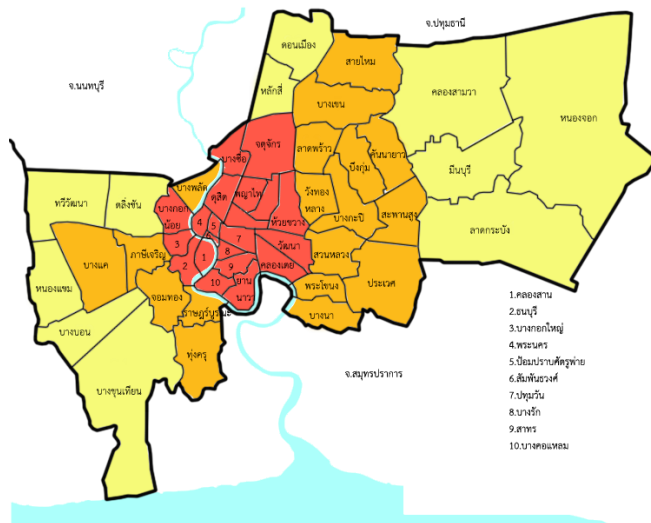 จ.ปทุมธานี
ดอนเมือง
สายไหม
จ.นนทบุรี
หลักสี่
คลองสามวา
บางเขน
หนองจอก
จตุจักร
ลาดพร้าว
คันนายาว
บางซื่อ
บึงกุ่ม
มีนบุรี
บางพลัด
ดุสิต
พญาไท
วังทอง
หลาง
ทวีวัฒนา
ตลิ่งชัน
บางกอก
น้อย
ห้วยขวาง
บางกะปิ
สะพานสูง
4
5
6
ลาดกระบัง
3
7
วัฒนา
สวนหลวง
บางแค
ภาษีเจริญ
1
8
2
9
คลองเตย
หนองแขม
10
ยาน
นาวา
พระโขนง
ประเวศ
จอมทอง
ราษฎร์บูรณะ
บางนา
บางบอน
ทุ่งครุ
บางขุนเทียน
จ.สมุทรปราการ
1.คลองสาน
2.ธนบุรี
3.บางกอกใหญ่
4.พระนคร
5.ป้อมปราบศัตรูพ่าย
6.สัมพันธวงศ์
7.ปทุมวัน
8.บางรัก
9.สาทร
10.บางคอแหลม